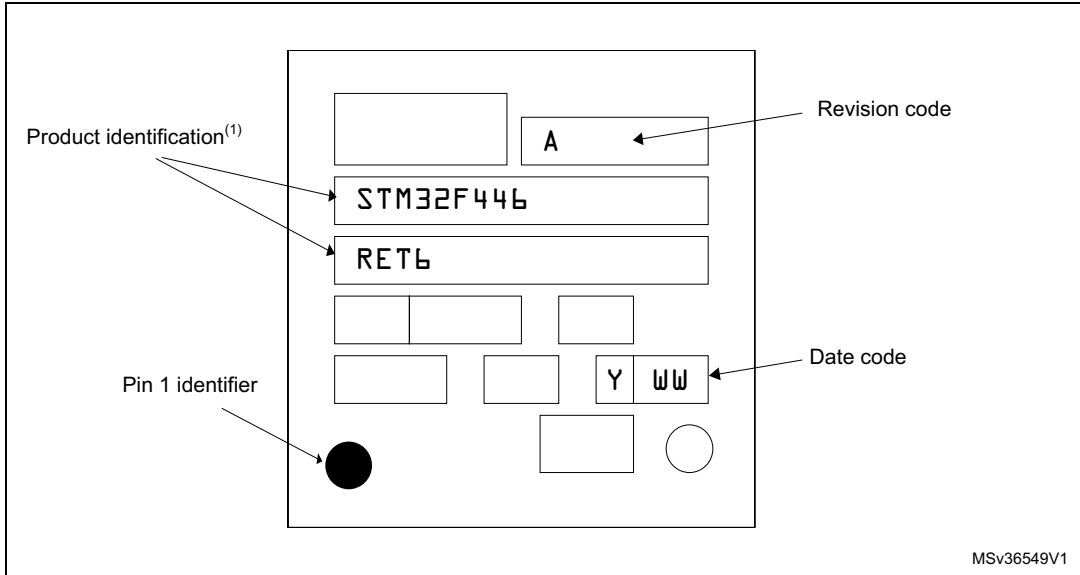 Revision code
A
Product identification(1)
STM32F446
RET6
Date code
Y WW
Pin 1 identifier
MSv36549V1